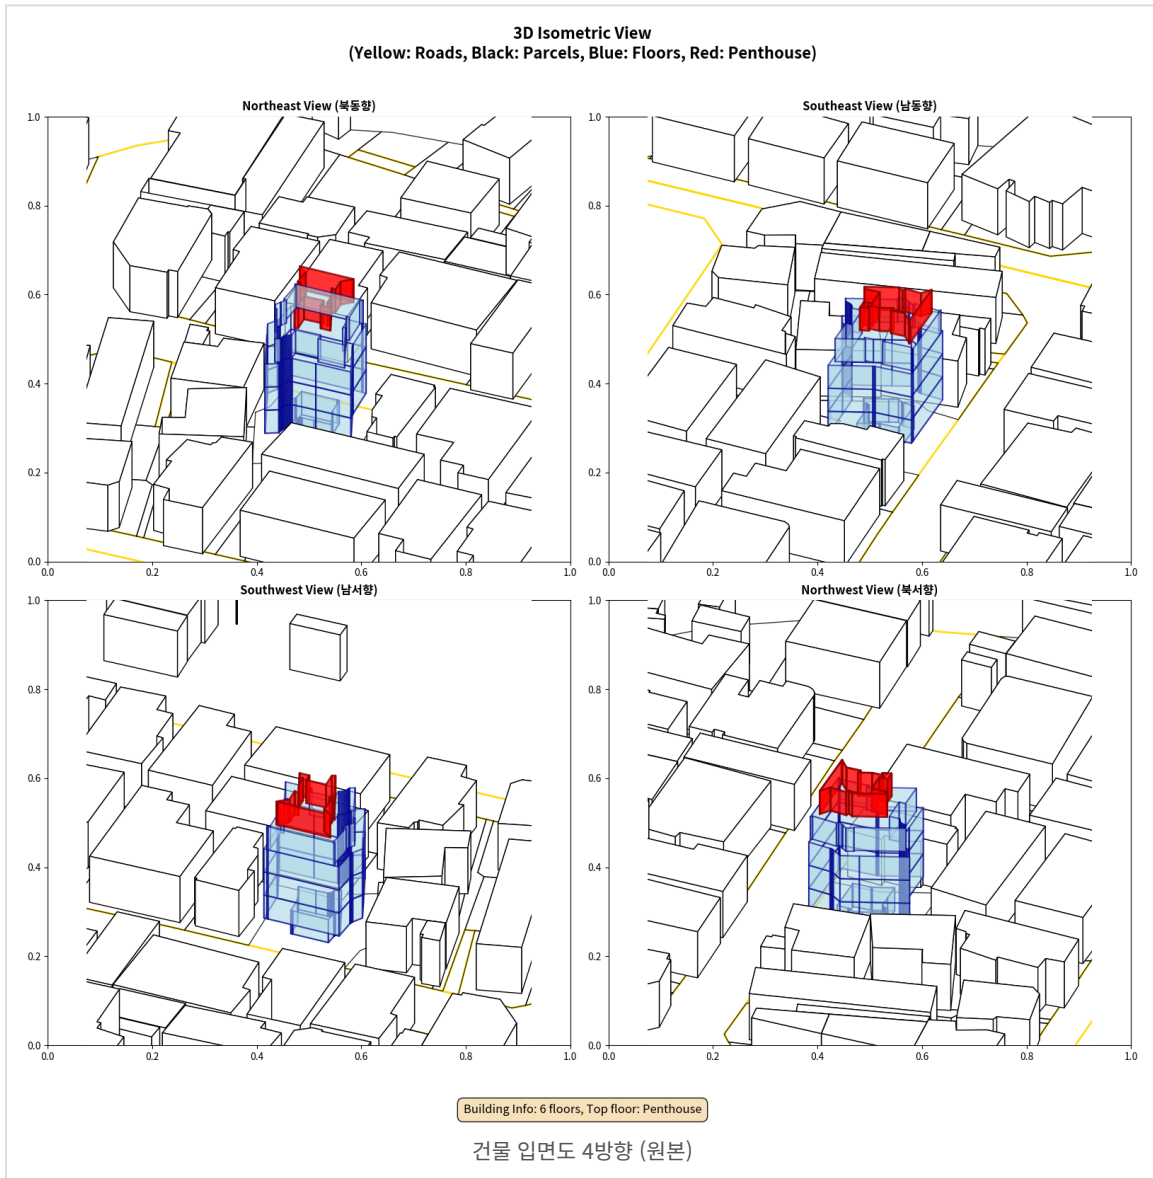 3D Isometric View
(Yellow: Roads, Black: Parcels, Blue: Floors, Red: Penthouse)
Northeast View (북동향)
1.0
0.8
0.6
0.4
0.2
0.0
0.0 0.2 0.4 0.6 0.8 1.0
Southeast View (남동향)
1.0
0.8
0.6
0.4
0.2
0.0
0.0 0.2 0.4 0.6 0.8 1.0
Southwest View (남서향)
1.0
0.8
0.6
0.4
0.2
0.0
0.0 0.2 0.4 0.6 0.8 1.0
Northwest View (북서향)
1.0
0.8
0.6
0.4
0.2
0.0
0.0 0.2 0.4 0.6 0.8 1.0
Building Info: 6 floors, Top floor: Penthouse
건물 입면도 4방향 (원본)